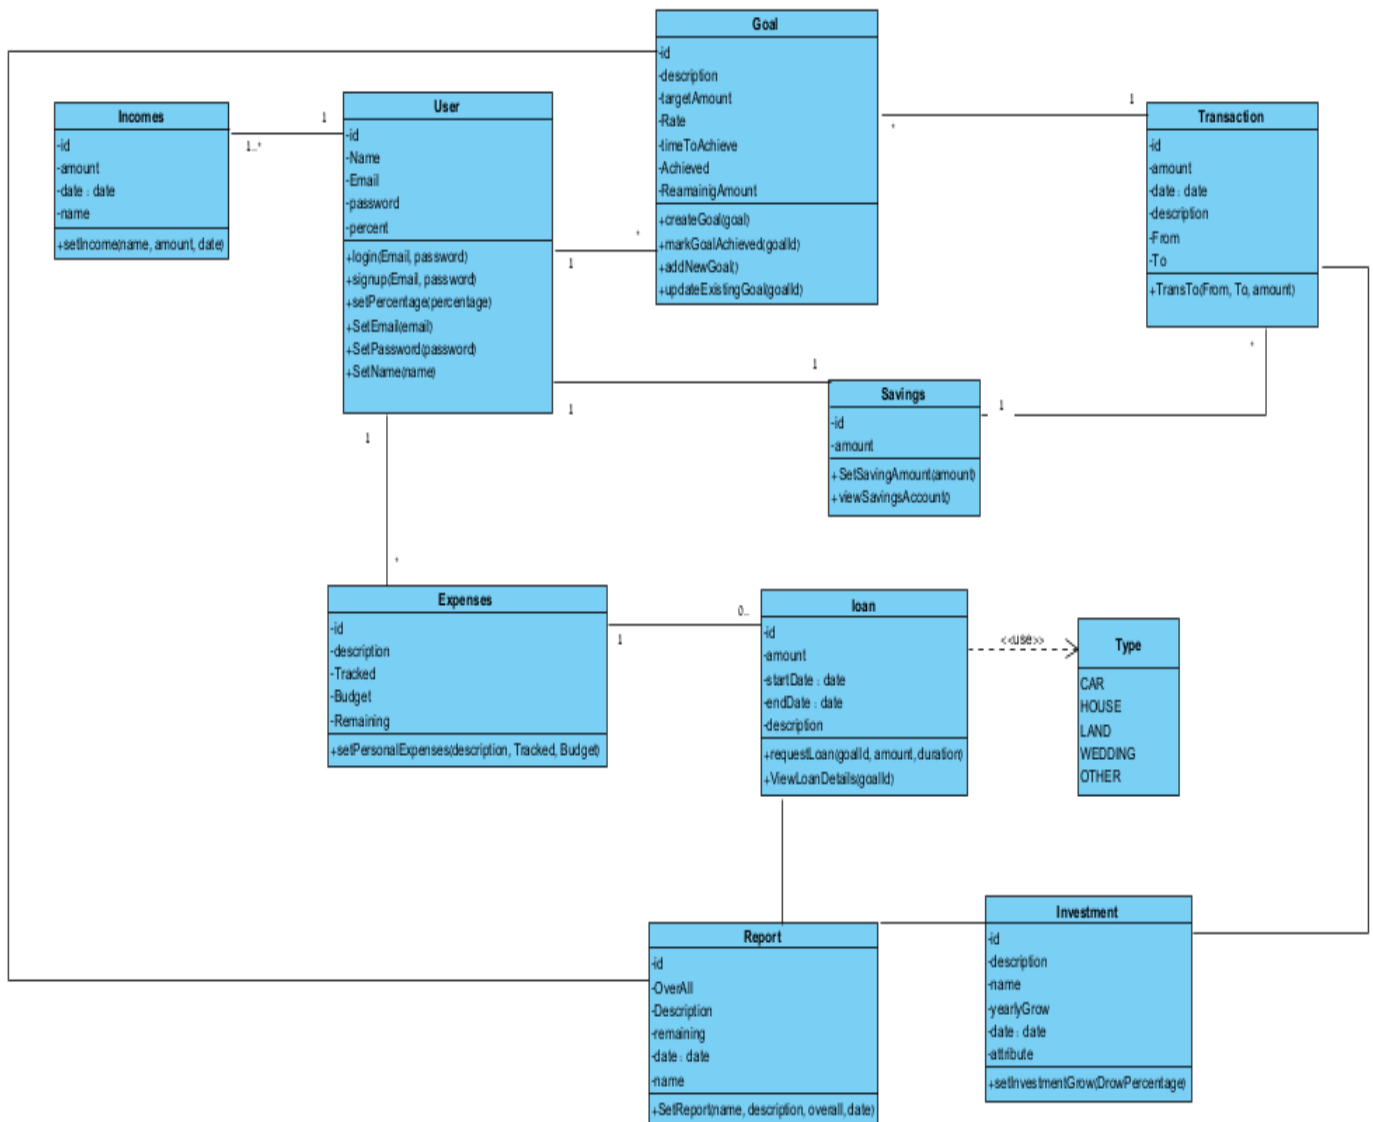 Goal
-id
-description
-targetAmount
-Rate
-timeToAchieve
-Achieved
-ReamainigAmount
+createGoal(goal)
+markGoalAchieved(goalId)
+addNewGoal()
+updateExistingGoal(goalId)
Incomes
-id
-amount
-date : date
-name
+setIncome(name, amount, date)
1
1..*
User
-id
-Name
-Email
-password
-percent
+login(Email, password)
+signup(Email, password)
+setPercentage(percentage)
+SetEmail(email)
+SetPassword(password)
+SetName(name)
*
1
1
*
Transaction
-id
-amount
-date : date
-description
-From
-To
+TransTo(From, To, amount)
*
1
1
1
Savings
-id
-amount
+SetSavingAmount(amount)
+viewSavingsAccount()
1
*
Expenses
-id
-description
-Tracked
-Budget
-Remaining
+setPersonalExpenses(description, Tracked, Budget)
1
0..
loan
-id
-amount
-startDate : date
-endDate : date
-description
+requestLoan(goalId, amount, duration)
+ViewLoanDetails(goalId)
<<use>>
Type
CAR
HOUSE
LAND
WEDDING
OTHER
Report
-id
-OverAll
-Description
-remaining
-date : date
-name
+SetReport(name, description, overall, date)
Investment
-id
-description
-name
-yearlyGrow
-date : date
-attribute
+setInvestmentGrow(DrowPercentage)